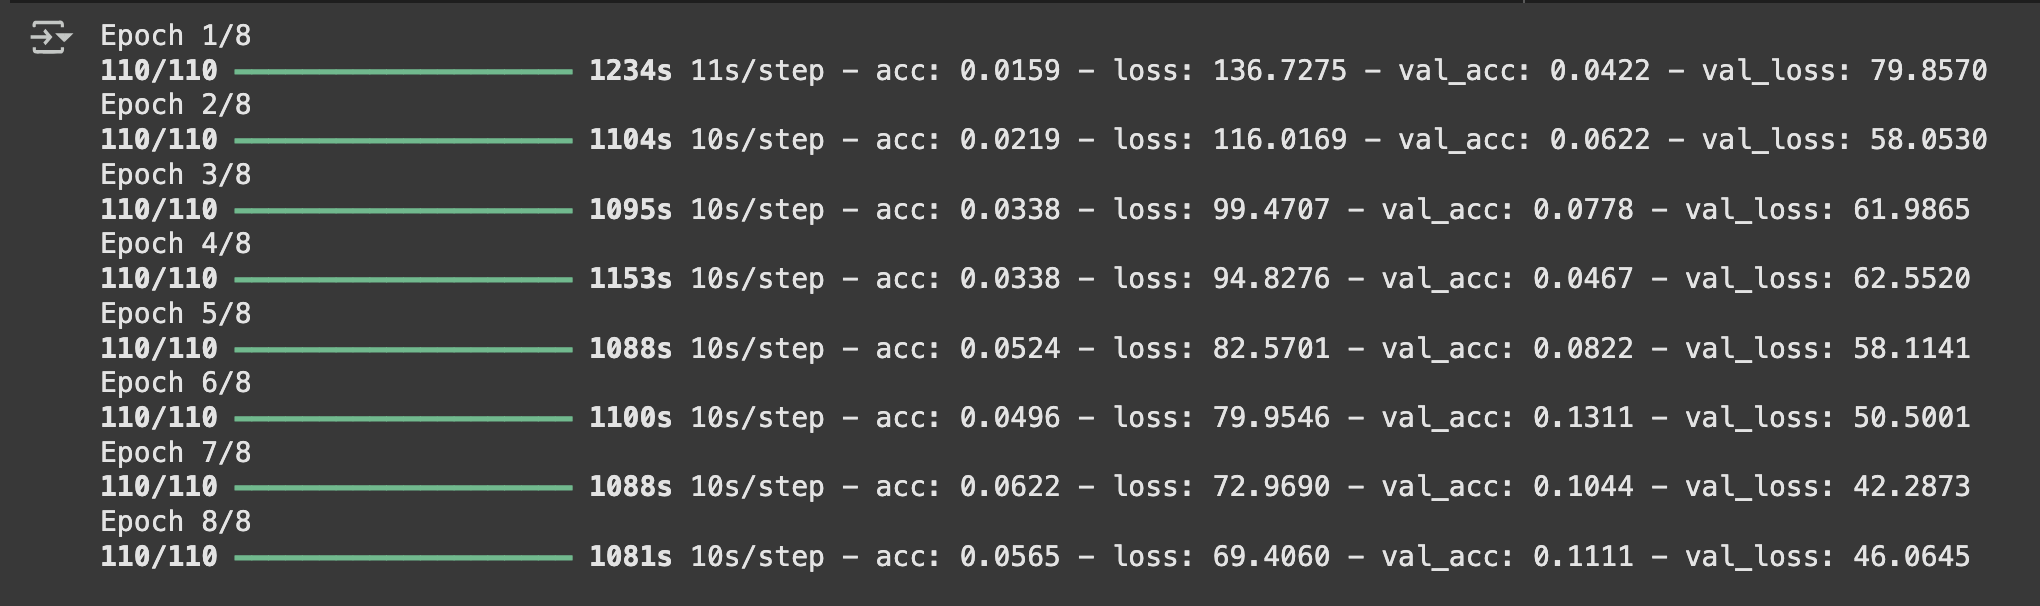 Epoch 1/8
110/110 ━━━━━━━━━━━━━━━━━━━━ 1234s 11s/step - acc: 0.0159 - loss: 136.7275 - val_acc: 0.0422 - val_loss: 79.8570
Epoch 2/8
110/110 ━━━━━━━━━━━━━━━━━━━━ 1104s 10s/step - acc: 0.0219 - loss: 116.0169 - val_acc: 0.0622 - val_loss: 58.0530
Epoch 3/8
110/110 ━━━━━━━━━━━━━━━━━━━━ 1095s 10s/step - acc: 0.0338 - loss: 99.4707 - val_acc: 0.0778 - val_loss: 61.9865
Epoch 4/8
110/110 ━━━━━━━━━━━━━━━━━━━━ 1153s 10s/step - acc: 0.0338 - loss: 94.8276 - val_acc: 0.0467 - val_loss: 62.5520
Epoch 5/8
110/110 ━━━━━━━━━━━━━━━━━━━━ 1088s 10s/step - acc: 0.0524 - loss: 82.5701 - val_acc: 0.0822 - val_loss: 58.1141
Epoch 6/8
110/110 ━━━━━━━━━━━━━━━━━━━━ 1100s 10s/step - acc: 0.0496 - loss: 79.9546 - val_acc: 0.1311 - val_loss: 50.5001
Epoch 7/8
110/110 ━━━━━━━━━━━━━━━━━━━━ 1088s 10s/step - acc: 0.0622 - loss: 72.9690 - val_acc: 0.1044 - val_loss: 42.2873
Epoch 8/8
110/110 ━━━━━━━━━━━━━━━━━━━━ 1081s 10s/step - acc: 0.0565 - loss: 69.4060 - val_acc: 0.1111 - val_loss: 46.0645